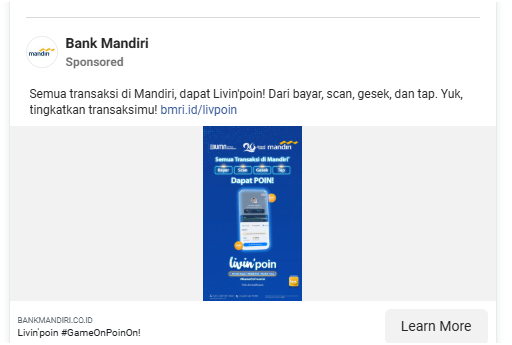 Bank Mandiri
mandiri
Sponsored
Semua transaksi di Mandiri, dapat Livin'poin! Dari bayar, scan, gesek, dan tap. Yuk,
tingkatkan transaksimu! bmri.id/livpoin
BUMN mandiri
Semua Transaksi di Mandiri*
Bayar Scan Gesek Tap
Dapat POIN!
livin'poin
BANKMANDIRI.CO.ID
Livin'poin #GameOnPoinOn!
Learn More